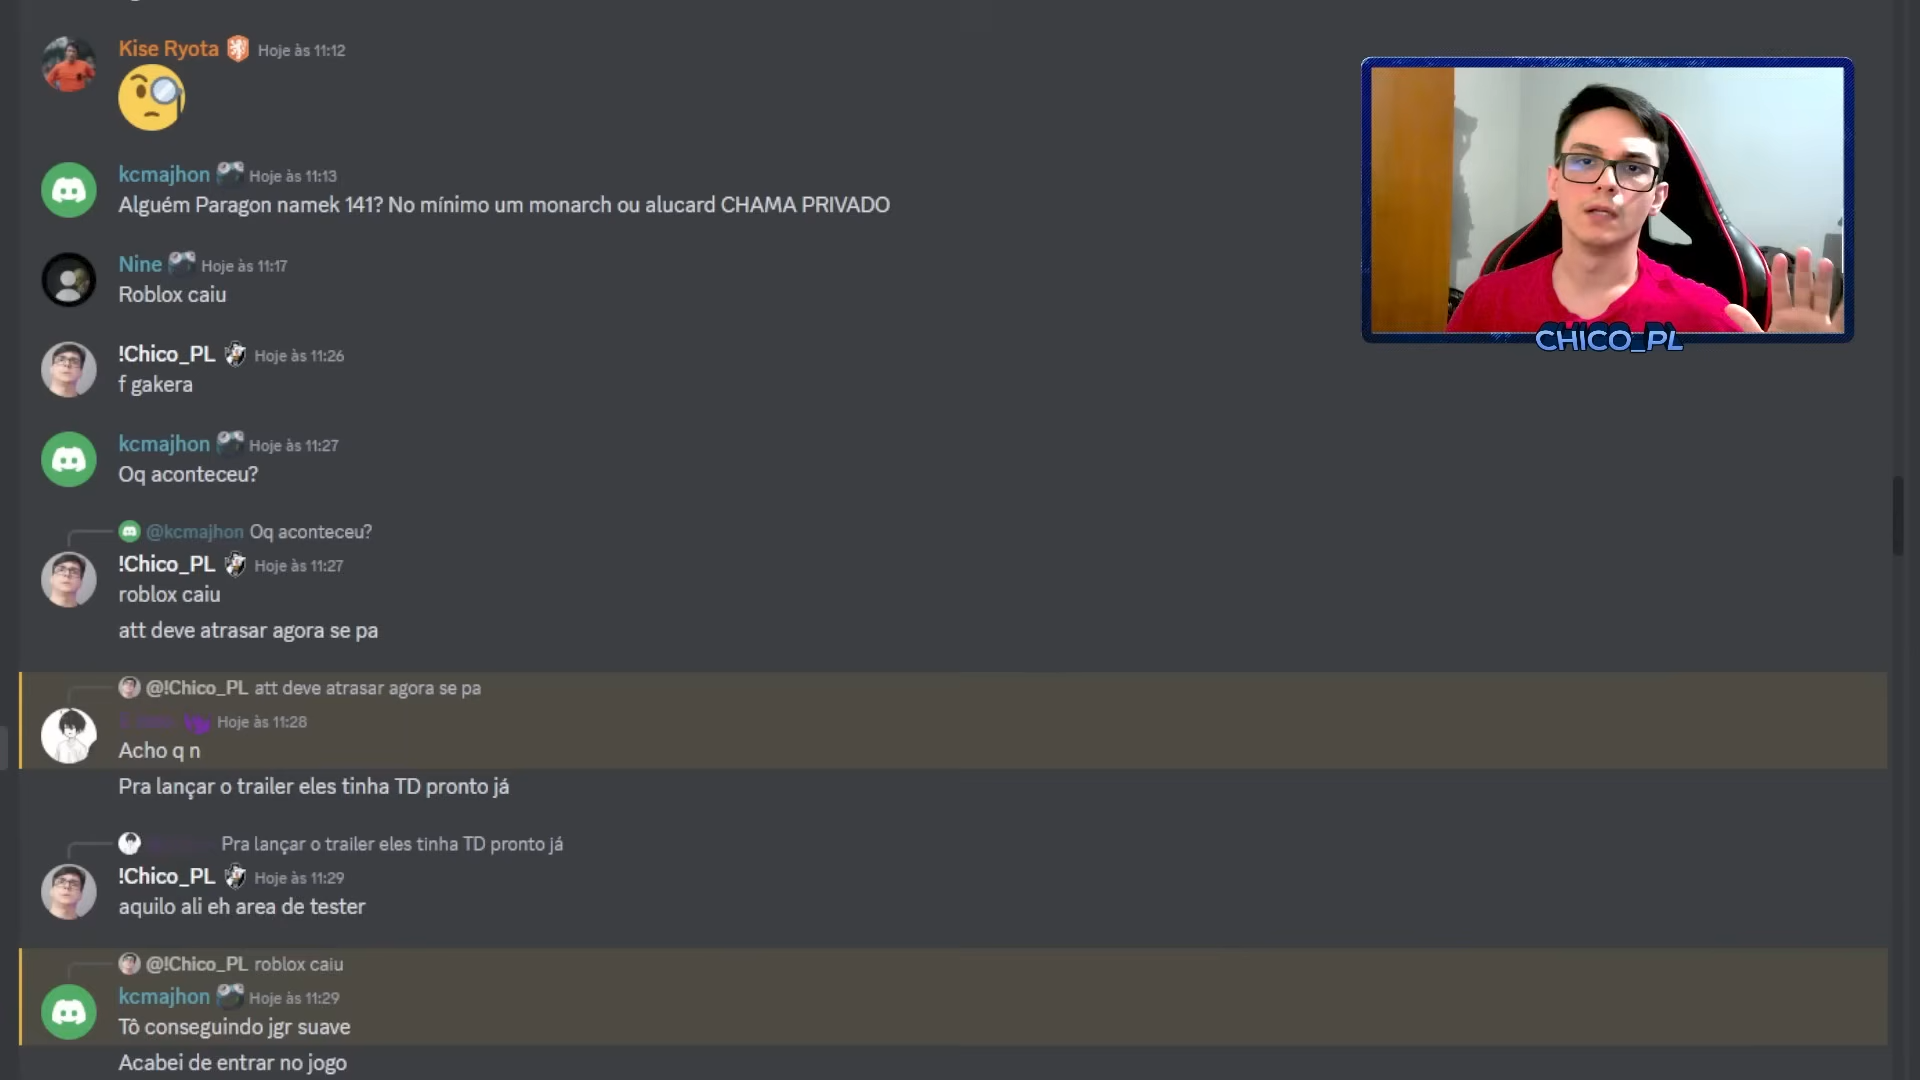 Kise Ryota Hoje às 11:12
kcmajhon Hoje às 11:13
Alguém Paragon namek 141? No mínimo um monarch ou alucard CHAMA PRIVADO
Nine Hoje às 11:17
Roblox caiu
!Chico_PL Hoje às 11:26
f gakera
kcmajhon Hoje às 11:27
Oq aconteceu?
@kcmajhon Oq aconteceu?
!Chico_PL Hoje às 11:27
roblox caiu
att deve atrasar agora se pa
@!Chico_PL att deve atrasar agora se pa
Hoje às 11:28
Acho q n
Pra lançar o trailer eles tinha TD pronto já
Pra lançar o trailer eles tinha TD pronto já
!Chico_PL Hoje às 11:29
aquilo ali eh area de tester
@!Chico_PL roblox caiu
kcmajhon Hoje às 11:29
Tô conseguindo jgr suave
Acabei de entrar no jogo
CHICO_PL